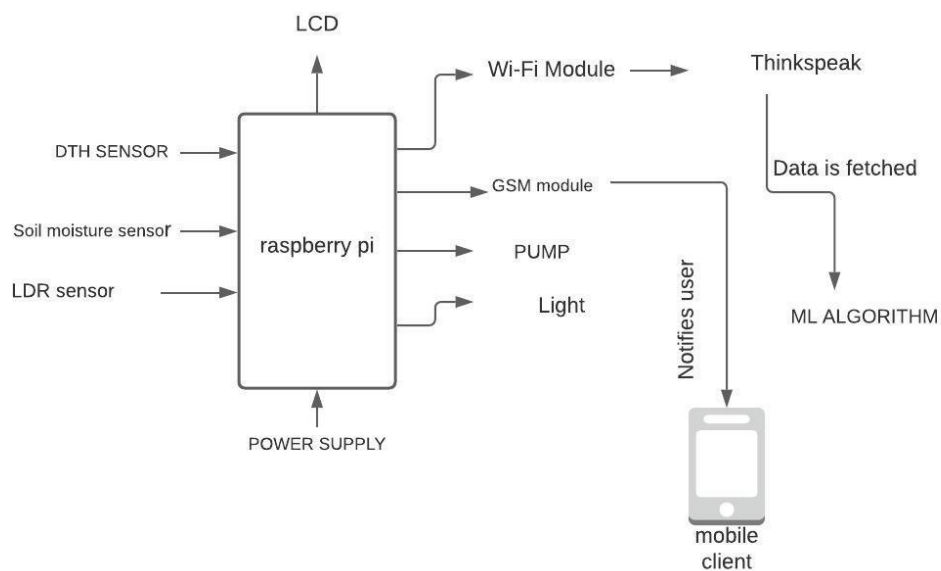 LCD
Wi-Fi Module
Thinkspeak
DTH SENSOR
Data is fetched
GSM module
Soil moisture sensor
raspberry pi
PUMP
LDR sensor
Light
ML ALGORITHM
Notifies user
POWER SUPPLY
mobile
client